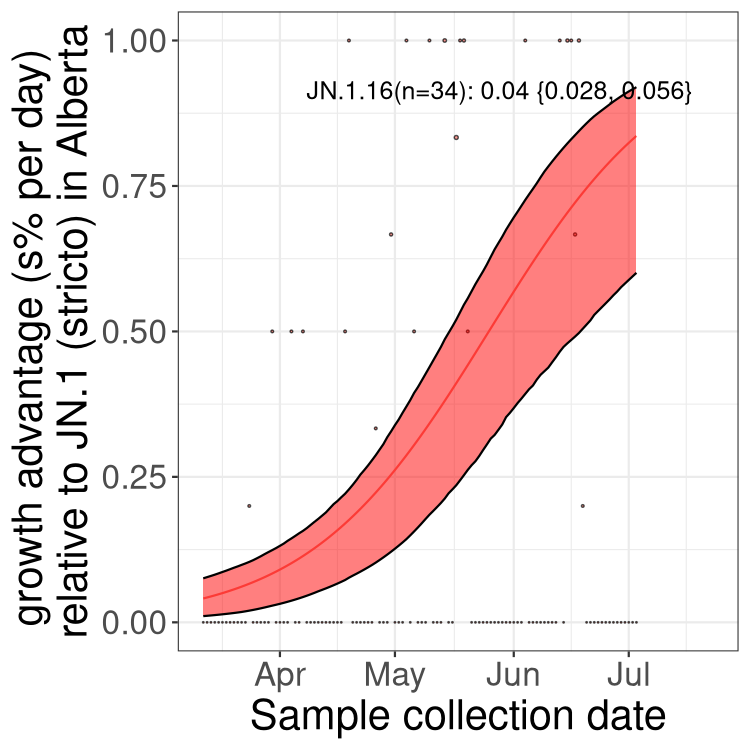 growth advantage (s% per day)
relative to JN.1 (stricto) in Alberta
1.00
0.75
0.50
0.25
0.00
JN.1.16(n=34): 0.04 {0.028, 0.056}
Apr May Jun Jul
Sample collection date